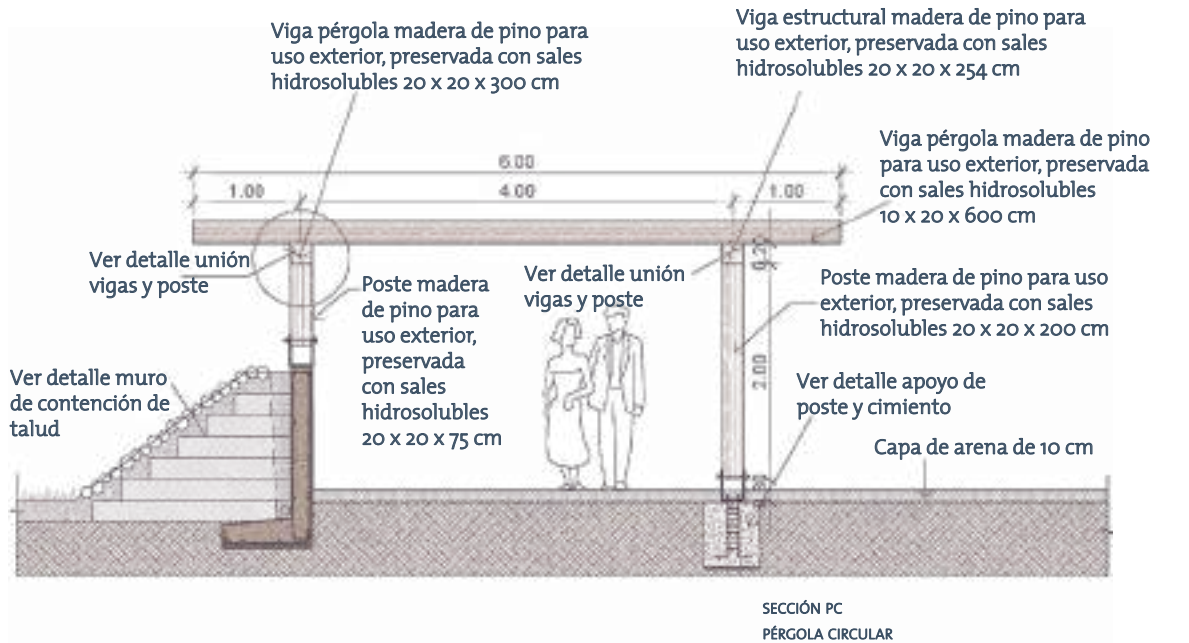 Viga pérgola madera de pino para
uso exterior, preservada con sales
hidrosolubles 20 x 20 x 300 cm
Viga estructural madera de pino para
uso exterior, preservada con sales
hidrosolubles 20 x 20 x 254 cm
Viga pérgola madera de pino
para uso exterior, preservada
con sales hidrosolubles
10 x 20 x 600 cm
6.00
1.00
4.00
1.00
Ver detalle unión
vigas y poste
Poste madera
de pino para
uso exterior,
preservada
con sales
hidrosolubles
20 x 20 x 75 cm
Ver detalle unión
vigas y poste
0.20
Poste madera de pino para uso
exterior, preservada con sales
hidrosolubles 20 x 20 x 200 cm
2.00
Ver detalle muro
de contención de
talud
Ver detalle apoyo de
poste y cimiento
Capa de arena de 10 cm
SECCIÓN PC
PÉRGOLA CIRCULAR